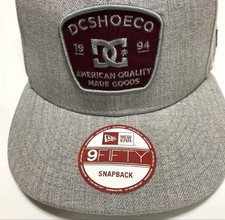 DCSHOECO
19 94
AMERICAN QUALITY
MADE GOODS
NEW ERA
9FIFTY
SNAPBACK